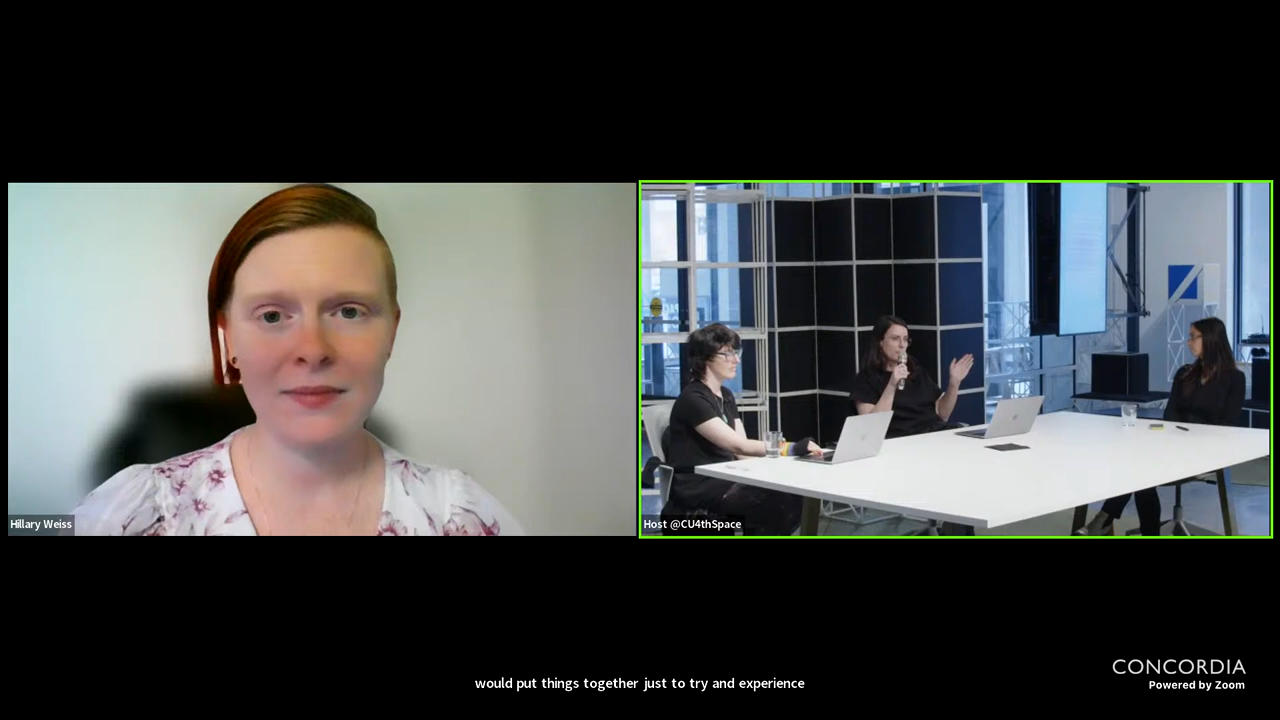 Hillary Weiss
Host @CU4thSpace
would put things together just to try and experience
CONCORDIA
Powered by Zoom